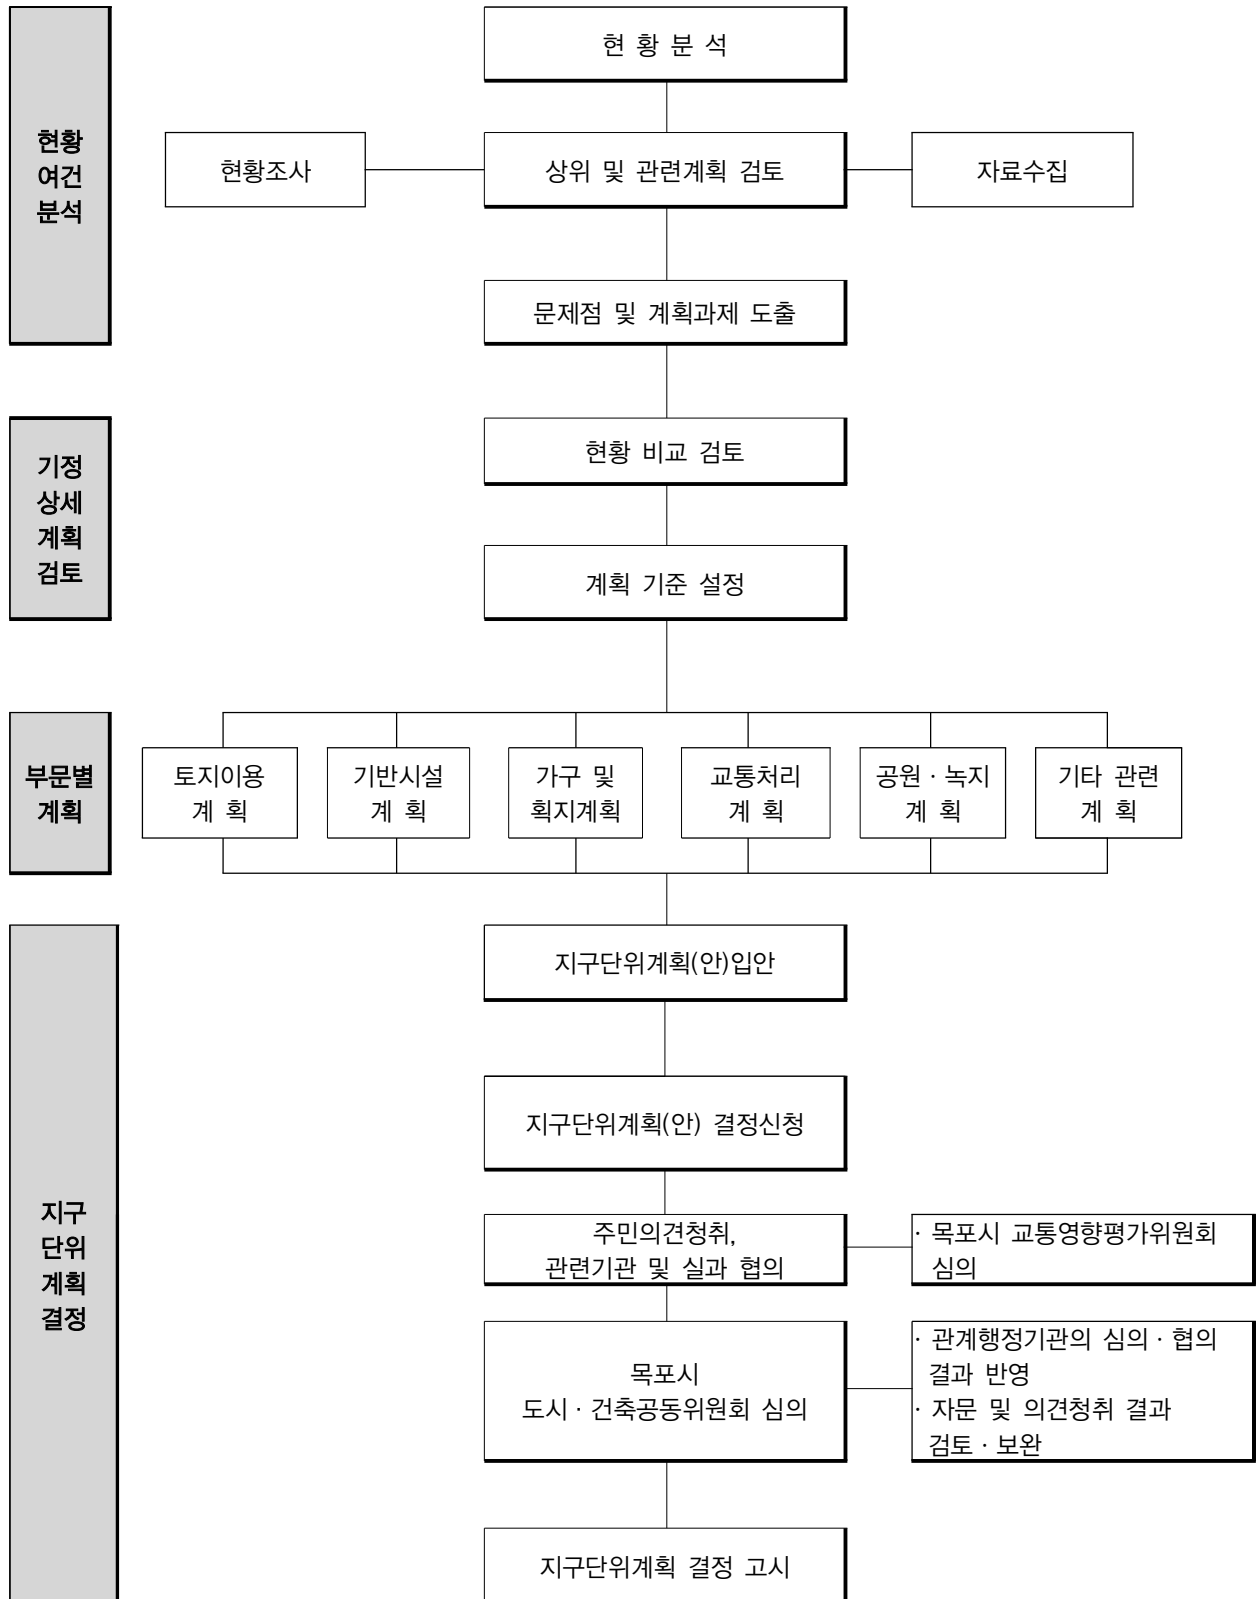 현황
여건
분석
현 황 분 석
현황조사
상위 및 관련계획 검토
자료수집
문제점 및 계획과제 도출
기정
상세
계획
검토
현황 비교 검토
계획 기준 설정
부문별
계획
토지이용
계 획
기반시설
계 획
가구 및
획지계획
교통처리
계 획
공원 · 녹지
계 획
기타 관련
계 획
지구
단위
계획
결정
지구단위계획(안)입안
지구단위계획(안) 결정신청
주민의견청취,
관련기관 및 실과 협의
· 목포시 교통영향평가위원회
심의
목포시
도시 · 건축공동위원회 심의
· 관계행정기관의 심의 · 협의
결과 반영
· 자문 및 의견청취 결과
검토 · 보완
지구단위계획 결정 고시